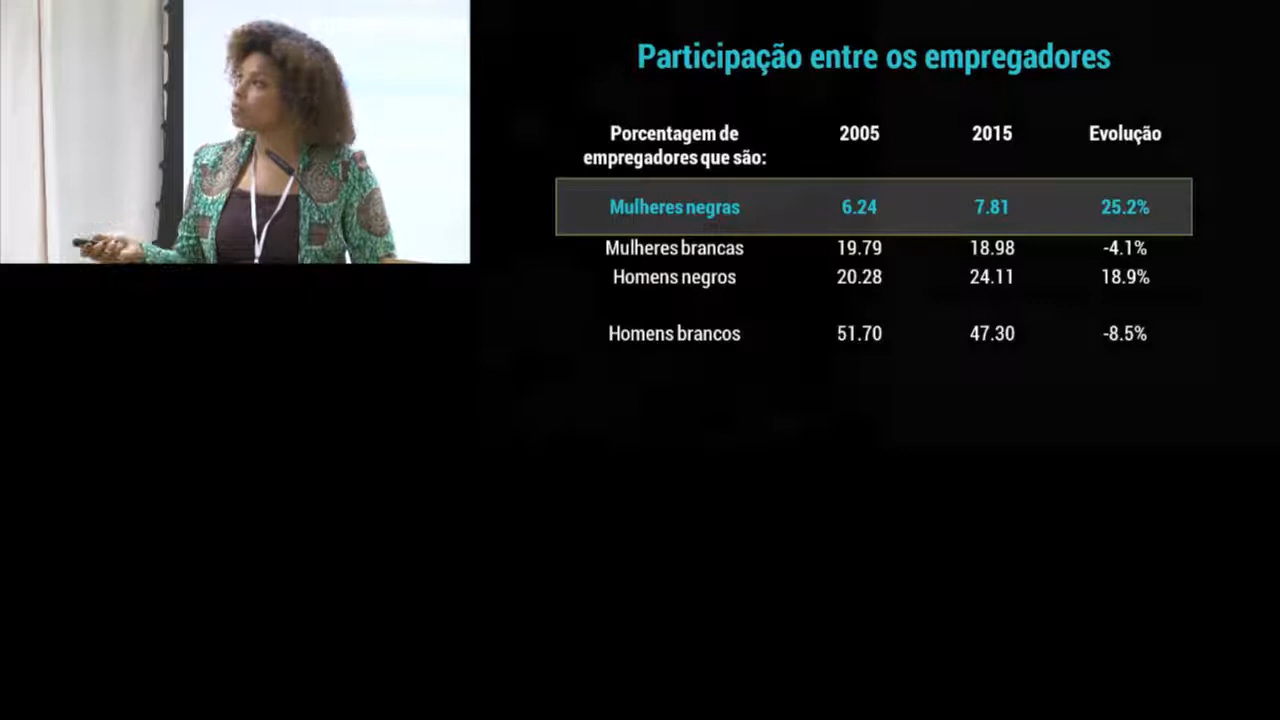 Participação entre os empregadores
Porcentagem de 2005 2015 Evolução
empregadores que são:
Mulheres negras 6.24 7.81 25.2%
Mulheres brancas 19.79 18.98 -4.1%
Homens negros 20.28 24.11 18.9%
Homens brancos 51.70 47.30 -8.5%